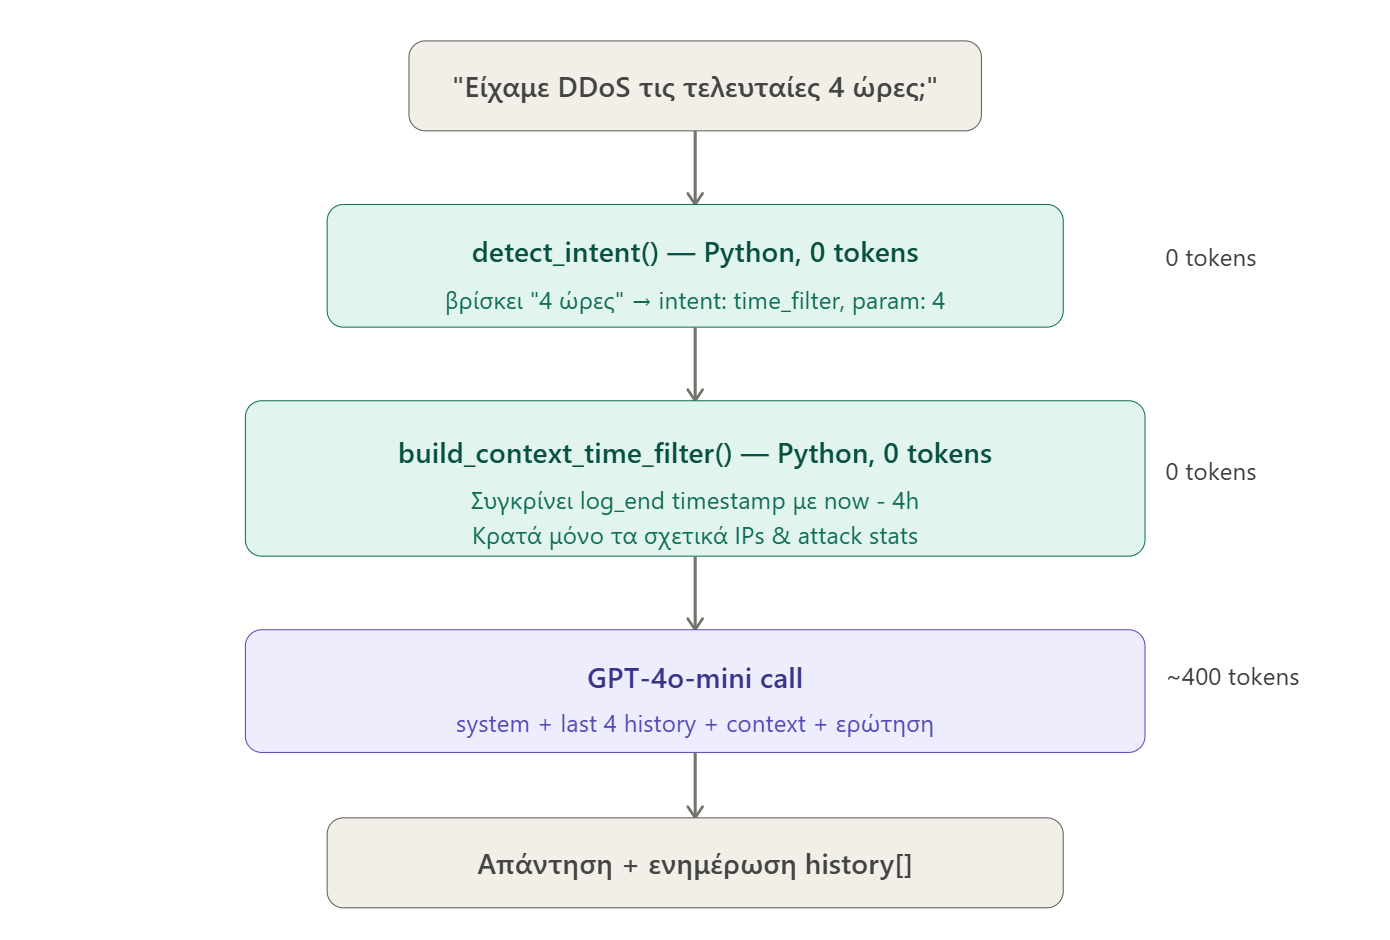 "Είχαμε DDoS τις τελευταίες 4 ώρες;"
detect_intent() — Python, 0 tokens
0 tokens
βρίσκει "4 ώρες" → intent: time_filter, param: 4
build_context_time_filter() — Python, 0 tokens
0 tokens
Συγκρίνει log_end timestamp με now - 4h
Κρατά μόνο τα σχετικά IPs & attack stats
GPT-4o-mini call
~400 tokens
system + last 4 history + context + ερώτηση
Απάντηση + ενημέρωση history[]